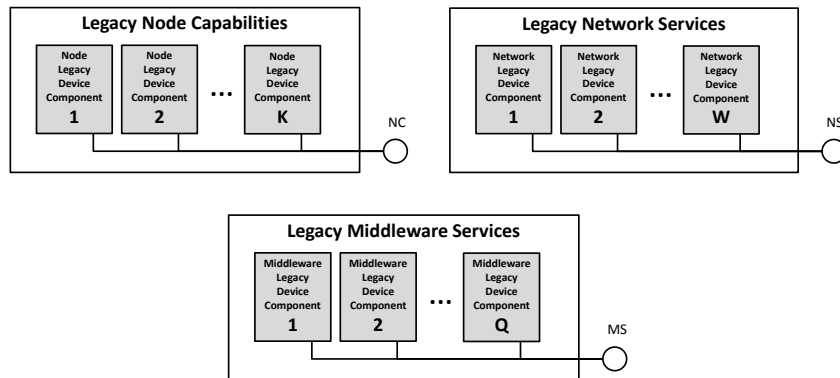 Legacy Node Capabilities
Node
Legacy
Device
Component
1
Node
Legacy
Device
Component
2
...
Node
Legacy
Device
Component
K
NC
Legacy Network Services
Network
Legacy
Device
Component
1
Network
Legacy
Device
Component
2
...
Network
Legacy
Device
Component
W
NS
Legacy Middleware Services
Middleware
Legacy
Device
Component
1
Middleware
Legacy
Device
Component
2
...
Middleware
Legacy
Device
Component
Q
MS